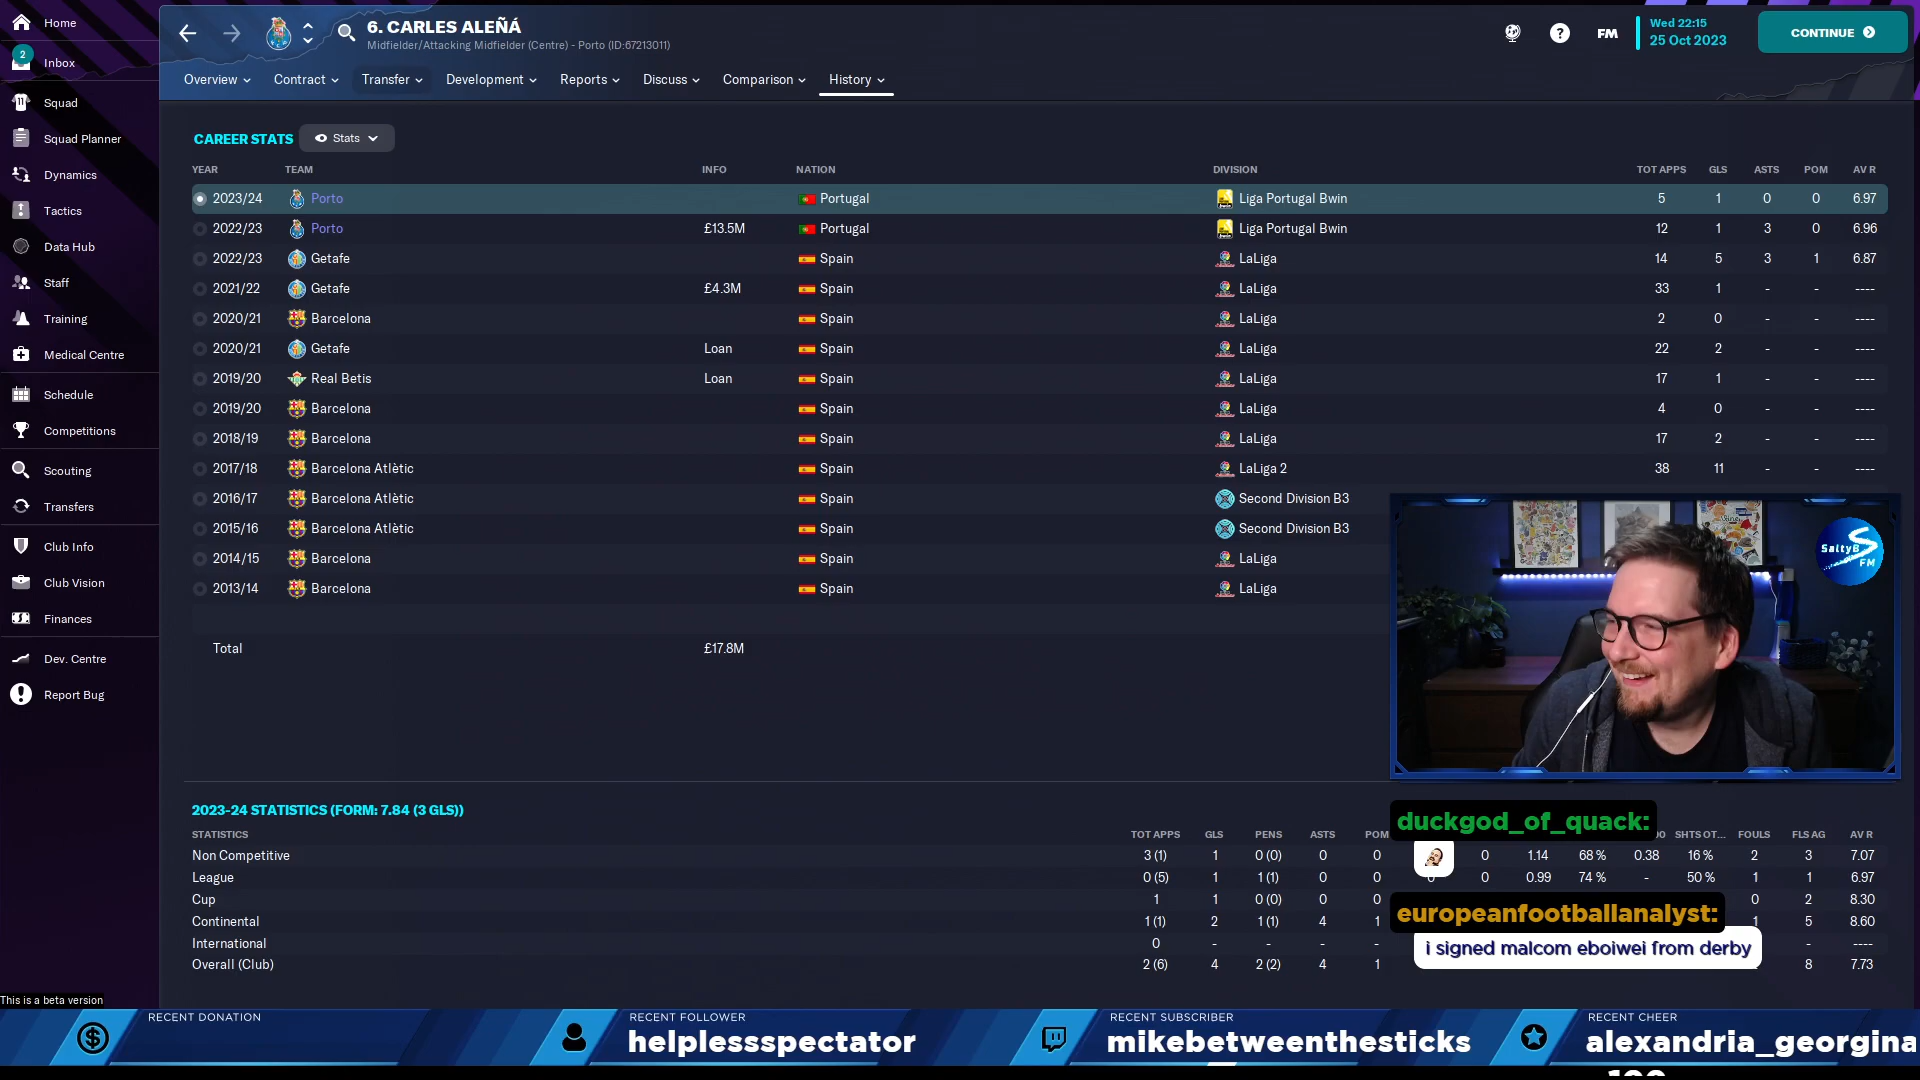 Home
2
Inbox
Squad
Squad Planner
Dynamics
Tactics
Data Hub
Staff
Training
Medical Centre
Schedule
Competitions
Scouting
Transfers
Club Info
Club Vision
Finances
Dev. Centre
Report Bug
This is a beta version
6. CARLES ALEÑÁ
Midfielder/Attacking Midfielder (Centre) - Porto (ID:67213011)
FM
Wed 22:15
25 Oct 2023
CONTINUE
Overview Contract Transfer Development Reports Discuss Comparison History
CAREER STATS Stats
YEAR TEAM INFO NATION DIVISION TOT APPS GLS ASTS POM AV R
2023/24 Porto Portugal Liga Portugal Bwin 5 1 0 0 6.97
2022/23 Porto £13.5M Portugal Liga Portugal Bwin 12 1 3 0 6.96
2022/23 Getafe Spain LaLiga 14 5 3 1 6.87
2021/22 Getafe £4.3M Spain LaLiga 33 1 - - ----
2020/21 Barcelona Spain LaLiga 2 0 - - ----
2020/21 Getafe Loan Spain LaLiga 22 2 - - ----
2019/20 Real Betis Loan Spain LaLiga 17 1 - - ----
2019/20 Barcelona Spain LaLiga 4 0 - - ----
2018/19 Barcelona Spain LaLiga 17 2 - - ----
2017/18 Barcelona Atlètic Spain LaLiga 2 38 11 - - ----
2016/17 Barcelona Atlètic Spain Second Division B3
2015/16 Barcelona Atlètic Spain Second Division B3
2014/15 Barcelona Spain LaLiga
2013/14 Barcelona Spain LaLiga
Total £17.8M
SaltyB
FM
2023-24 STATISTICS (FORM: 7.84 (3 GLS))
STATISTICS TOT APPS GLS PENS ASTS POM SHTS OT... FOULS FLS AG AV R
Non Competitive 3 (1) 1 0 (0) 0 0 0 1.14 68 % 0.38 16 % 2 3 7.07
League 0 (5) 1 1 (1) 0 0 0 0.99 74 % - 50 % 1 1 6.97
Cup 1 1 0 (0) 0 0 0 2 8.30
Continental 1 (1) 2 1 (1) 4 1 1 5 8.60
International 0 - - - - - - ----
Overall (Club) 2 (6) 4 2 (2) 4 1 8 7.73
duckgod_of_quack:
europeanfootballanalyst:
i signed malcom eboiwei from derby
RECENT DONATION
RECENT FOLLOWER
helplessspectator
RECENT SUBSCRIBER
mikebetweenthesticks
RECENT CHEER
alexandria_georgina